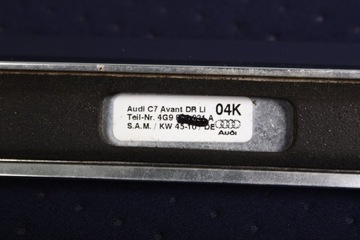 Audi C7 Avant DR Li 04K
Teil-Nr. 4G9 A
S.A.M. / KW 45-10 / DE
Audi